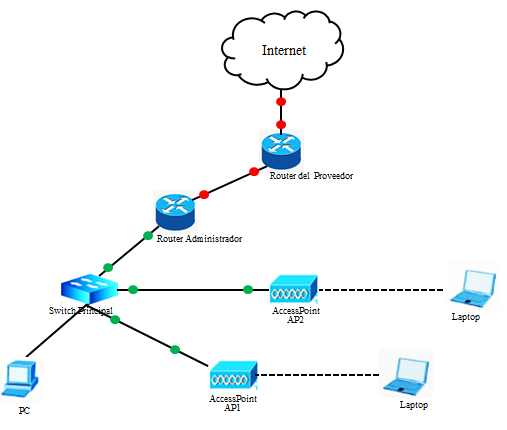 Internet
Router del Proveedor
Router Administrador
Switch Principal
AccessPoint
AP2
Laptop
AccessPoint
AP1
Laptop
PC